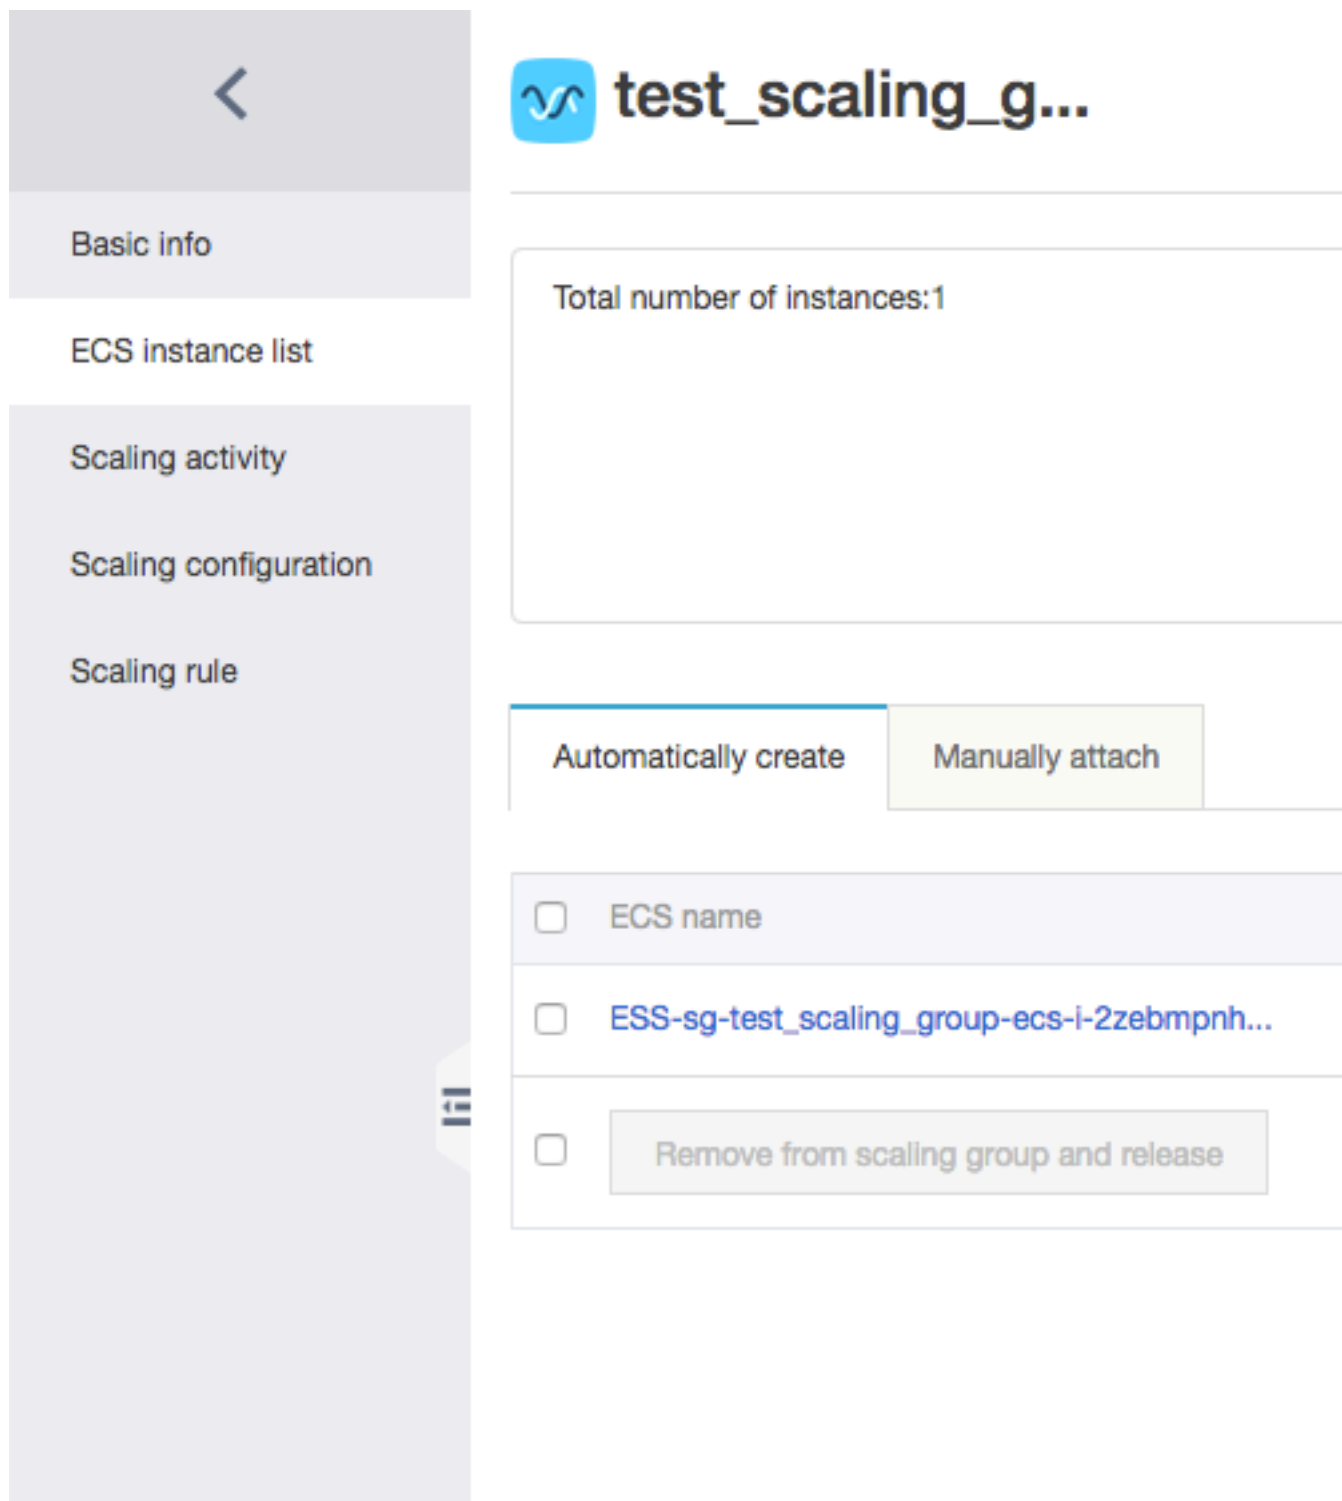 test_scaling_g...
Basic info
ECS instance list
Scaling activity
Scaling configuration
Scaling rule
Total number of instances:1
Automatically create
Manually attach
ECS name
ESS-sg-test_scaling_group-ecs-i-2zebmpnh...
Remove from scaling group and release